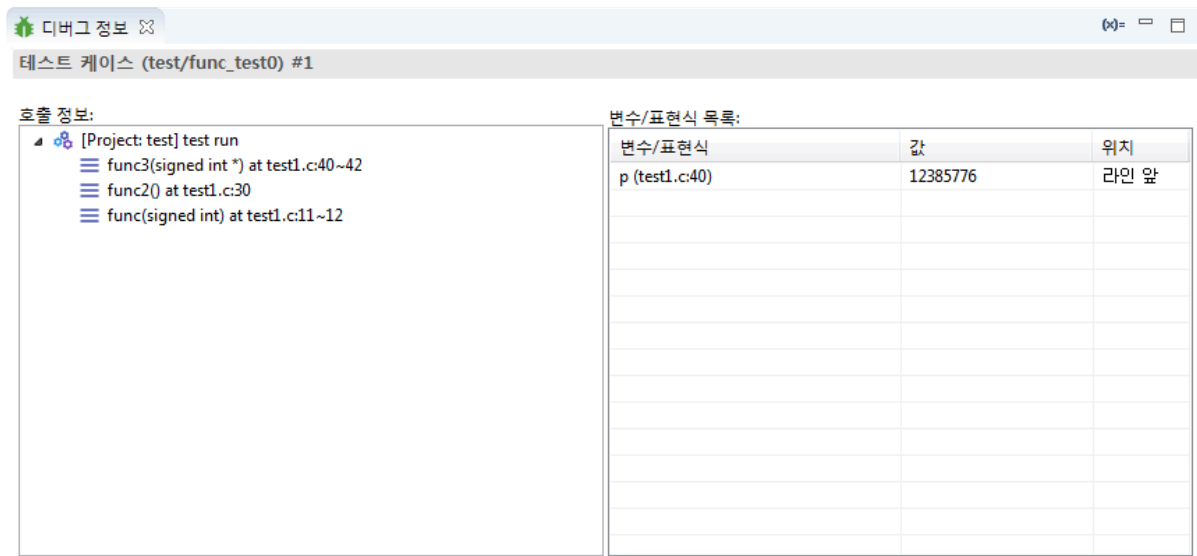 디버그 정보
(x)=
테스트 케이스 (test/func_test0) #1
호출 정보:
[Project: test] test run
func3(signed int *) at test1.c:40~42
func2() at test1.c:30
func(signed int) at test1.c:11~12
변수/표현식 목록:
변수/표현식 값 위치
p (test1.c:40) 12385776 라인 앞